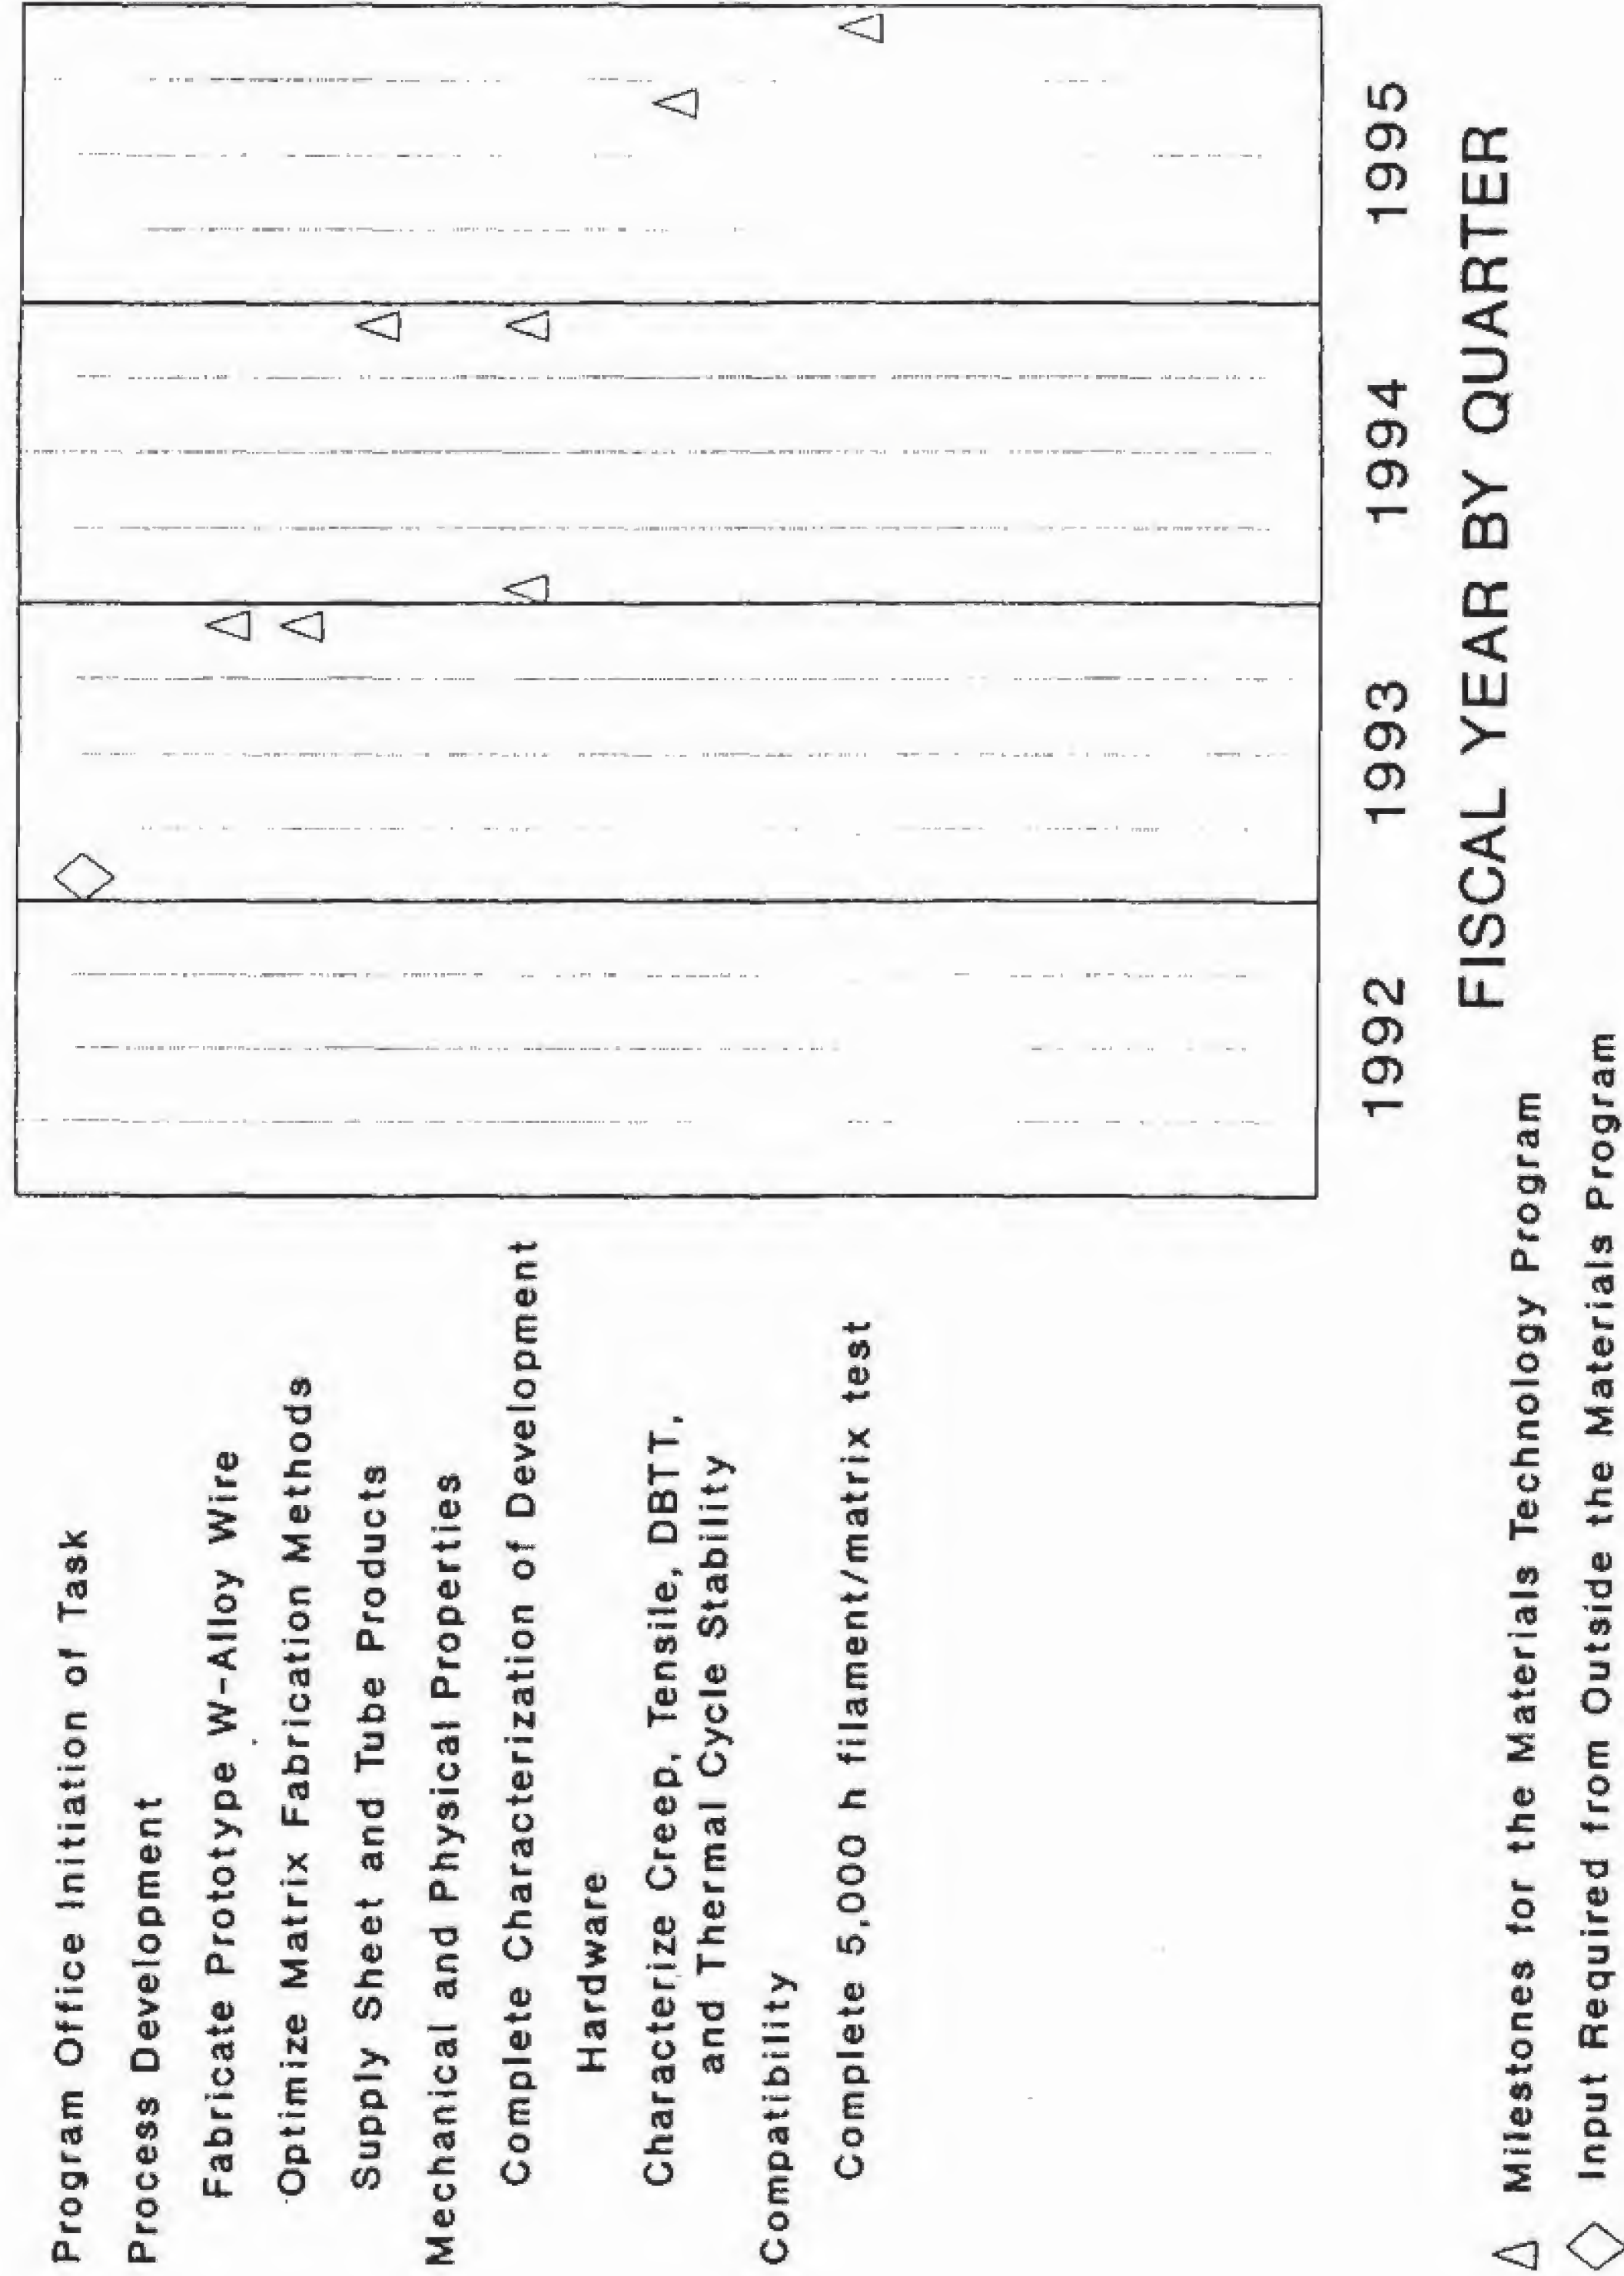 Program Office Initiation of Task
Process Development
Fabricate Prototype W-Alloy Wire
Optimize Matrix Fabrication Methods
Supply Sheet and Tube Products
Mechanical and Physical Properties
Complete Characterization of Development
Hardware
Characterize Creep, Tensile, DBTT,
and Thermal Cycle Stability
Compatibility
Complete 5,000 h filament/matrix test
1992 1993 1994 1995
FISCAL YEAR BY QUARTER
Milestones for the Materials Technology Program
Input Required from Outside the Materials Program